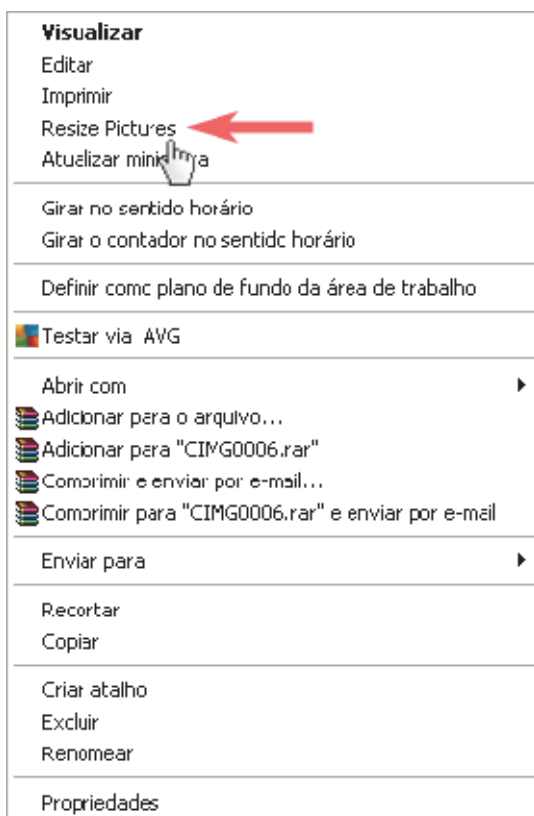 Visualizar
Editar
Imprimir
Resize Pictures
Atualizar
Girar no sentido horário
Girar o contador no sentido horário
Definir como plano de fundo da área de trabalho
Testar via AVG
Abrir com
Adicionar para o arquivo...
Adicionar para "CIMG0006.rar"
Comprimir e enviar por e-mail...
Comprimir para "CIMG0006.rar" e enviar por e-mail
Enviar para
Recortar
Copiar
Criar atalho
Excluir
Renomear
Propriedades